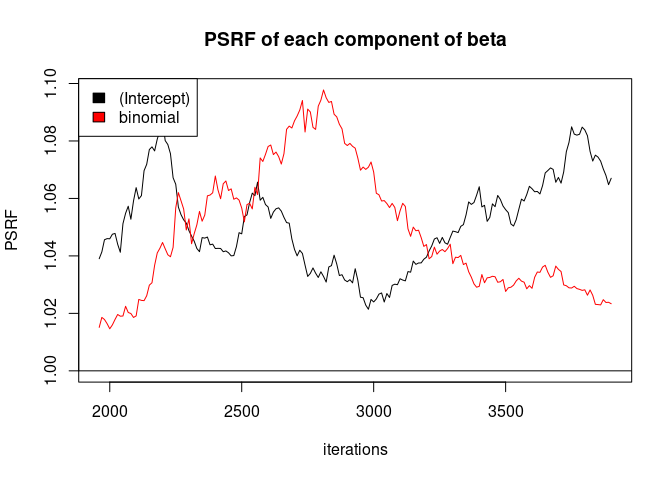 PSRF of each component of beta
(Intercept)
binomial
PSRF
1.10
1.08
1.06
1.04
1.02
1.00
2000 2500 3000 3500
iterations